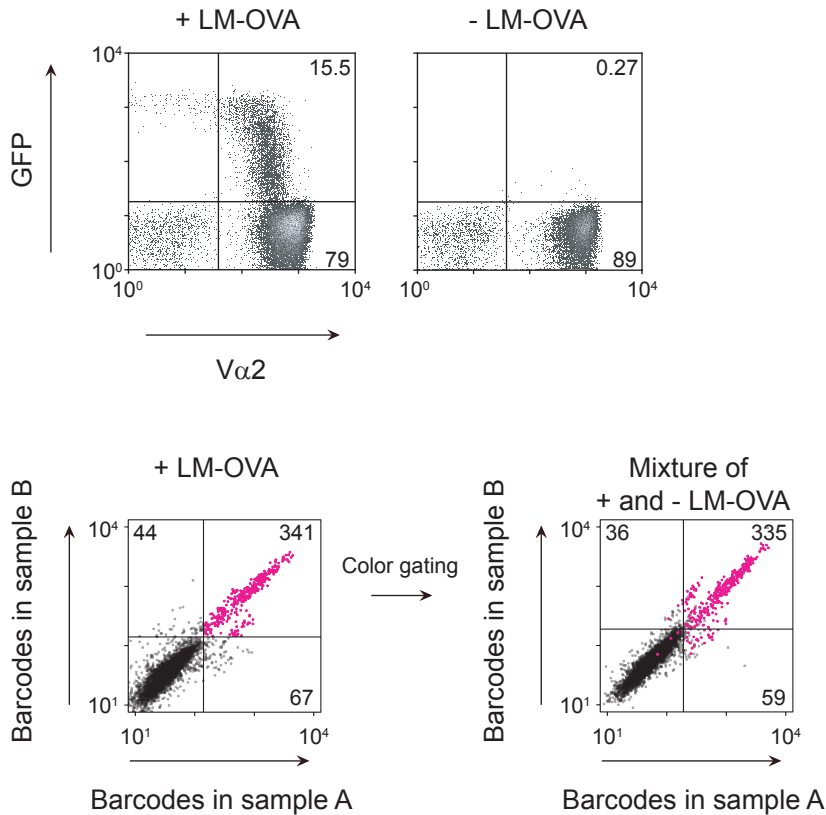 + LM-OVA
- LM-OVA
10⁴
15.5
0.27
GFP
79
89
10⁰
10⁰
10⁴
10⁰
10⁴
Vα2
+ LM-OVA
Mixture of
+ and - LM-OVA
Barcodes in sample B
10⁴
44
341
Color gating
Barcodes in sample B
10⁴
36
335
10¹
67
10¹
59
10¹
10⁴
10¹
10⁴
Barcodes in sample A
Barcodes in sample A